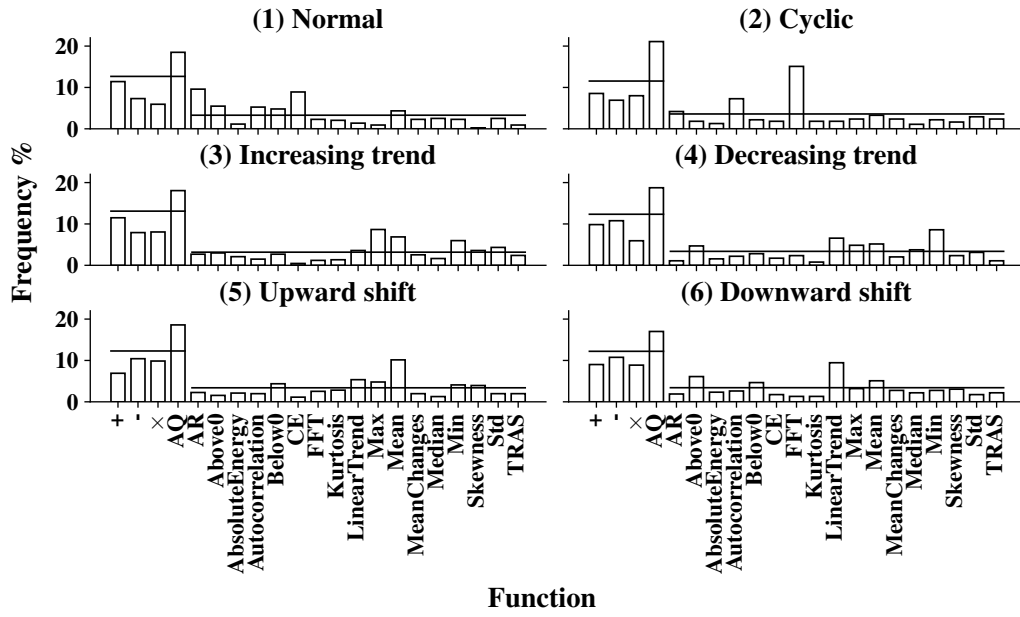 (1) Normal
(2) Cyclic
20
10
0
(3) Increasing trend
(4) Decreasing trend
20
10
0
(5) Upward shift
(6) Downward shift
20
10
0
Frequency %
+
-
×
AQ
AR
Above0
AbsoluteEnergy
Autocorrelation
Below0
CE
FFT
Kurtosis
LinearTrend
Max
Mean
MeanChanges
Median
Min
Skewness
Std
TRAS
+
-
×
AQ
AR
Above0
AbsoluteEnergy
Autocorrelation
Below0
CE
FFT
Kurtosis
LinearTrend
Max
Mean
MeanChanges
Median
Min
Skewness
Std
TRAS
Function